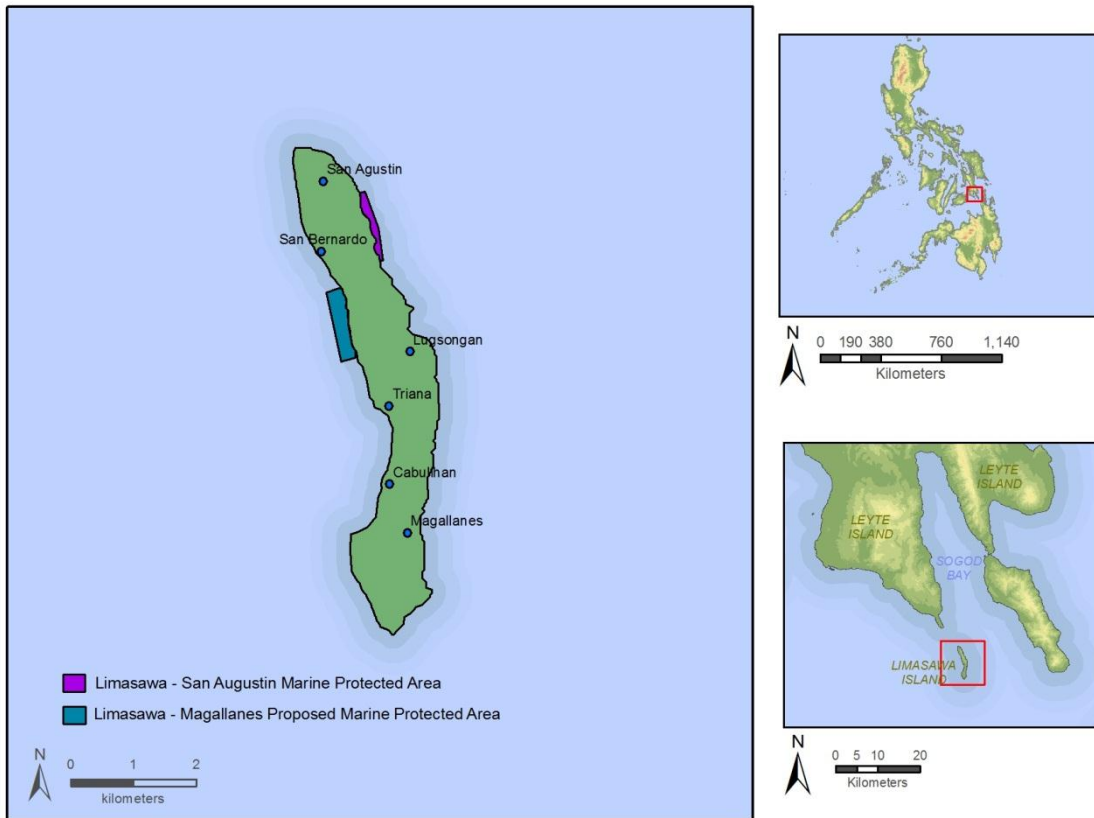 San Agustin
San Bernardo
Lugsongan
Triana
Cabulihan
Magallanes
Limasawa - San Augustin Marine Protected Area
Limasawa - Magallanes Proposed Marine Protected Area
N
0 1 2
kilometers
N
0 190 380 760 1,140
Kilometers
LEYTE
ISLAND
LEYTE
ISLAND
SOGOD
BAY
LIMASAWA
ISLAND
N
0 5 10 20
Kilometers